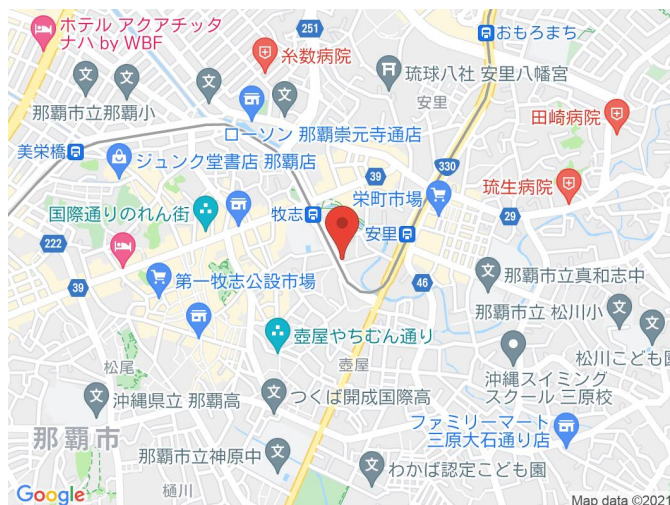 ホテル アクアチッタ
ナハ by WBF
251
おもろまち
糸数病院
琉球八社 安里八幡宮
安里
那覇市立那覇小
田崎病院
ローソン 那覇崇元寺通店
美栄橋
ジュンク堂書店 那覇店
39
330
琉生病院
栄町市場
国際通りのれん街
牧志
29
安里
222
39
第一牧志公設市場
46
那覇市立真和志中
那覇市立 松川小
壺屋やちむん通り
松川こども園
壺屋
松尾
沖縄スイミング
スクール 三原校
沖縄県立 那覇高
つくば開成国際高
ファミリーマート
三原大石通り店
那覇市
那覇市立神原中
わかば認定こども園
樋川
Google
Map data ©2021